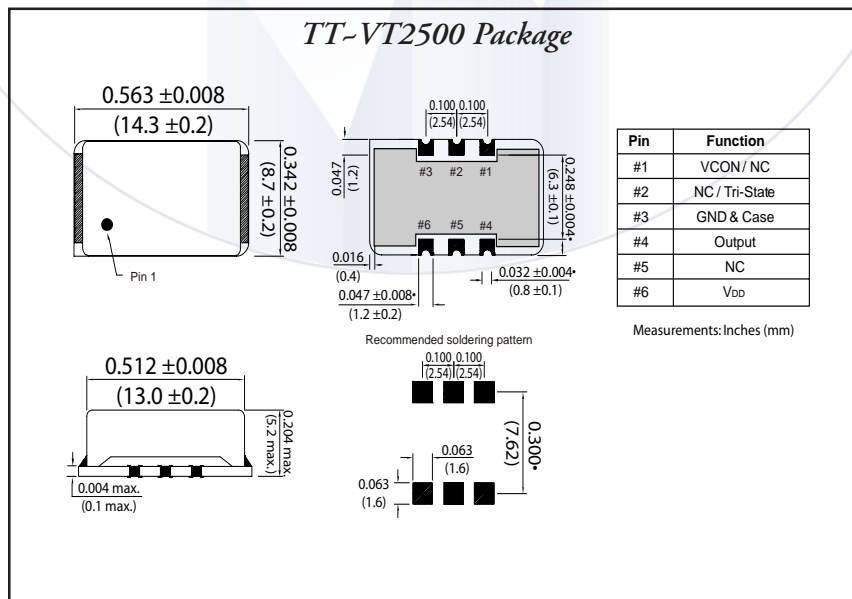 TT~VT2500 Package
0.563 ±0.008
(14.3 ±0.2)
0.342 ±0.008
(8.7 ±0.2)
Pin 1
0.100 0.100
(2.54) (2.54)
0.047
(1.2)
#3 #2 #1
#6 #5 #4
0.248 ±0.004•
(6.3 ±0.1)
0.016
(0.4)
0.032 ±0.004•
(0.8 ±0.1)
0.047 ±0.008•
(1.2 ±0.2)
Pin Function
#1 VCON / NC
#2 NC / Tri-State
#3 GND & Case
#4 Output
#5 NC
#6 VDD
Measurements: Inches (mm)
0.512 ±0.008
(13.0 ±0.2)
0.204 max.
(5.2 max.)
0.004 max.
(0.1 max.)
Recommended soldering pattern
0.100 0.100
(2.54) (2.54)
0.300•
(7.62)
0.063
(1.6)
0.063
(1.6)